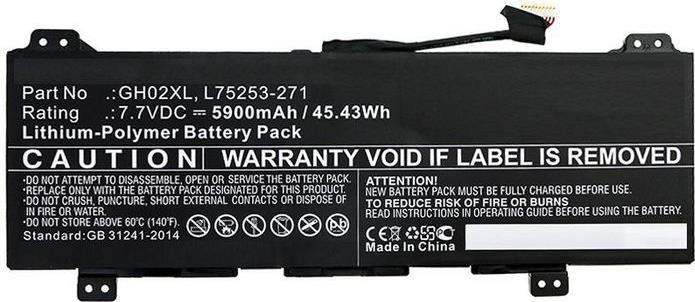 Part No .:GH02XL, L75253-271
Rating .:7.7VDC ⎓ 5900mAh / 45.43Wh
Lithium-Polymer Battery Pack
CAUTION WARRANTY VOID IF LABEL IS REMOVED
•DO NOT ATTEMPT TO DISASSEMBLE, OPEN OR SERVICE THE BATTERY PACK.
•REPLACE ONLY WITH THE BATTERY PACK DESIGNATED FOR THIS PRODUCT.
•DO NOT CRUSH, PUNCTURE, SHORT EXTERNAL CONTACTS OR DISPOSE OF
IN FIRE OR WATER.
•DO NOT STORE ABOVE 60°C (140°F).
Standard:GB 31241-2014
ATTENTION!
NEW BATTERY PACK MUST BE FULLY CHARGED BEFORE USE.
TO REDUCE RISK OF FIRE OR INJURY
READ INSTRUCTIONS IN OPERATING MANUAL BEFORE USING THE BATTERY.
CE FC
Made In China